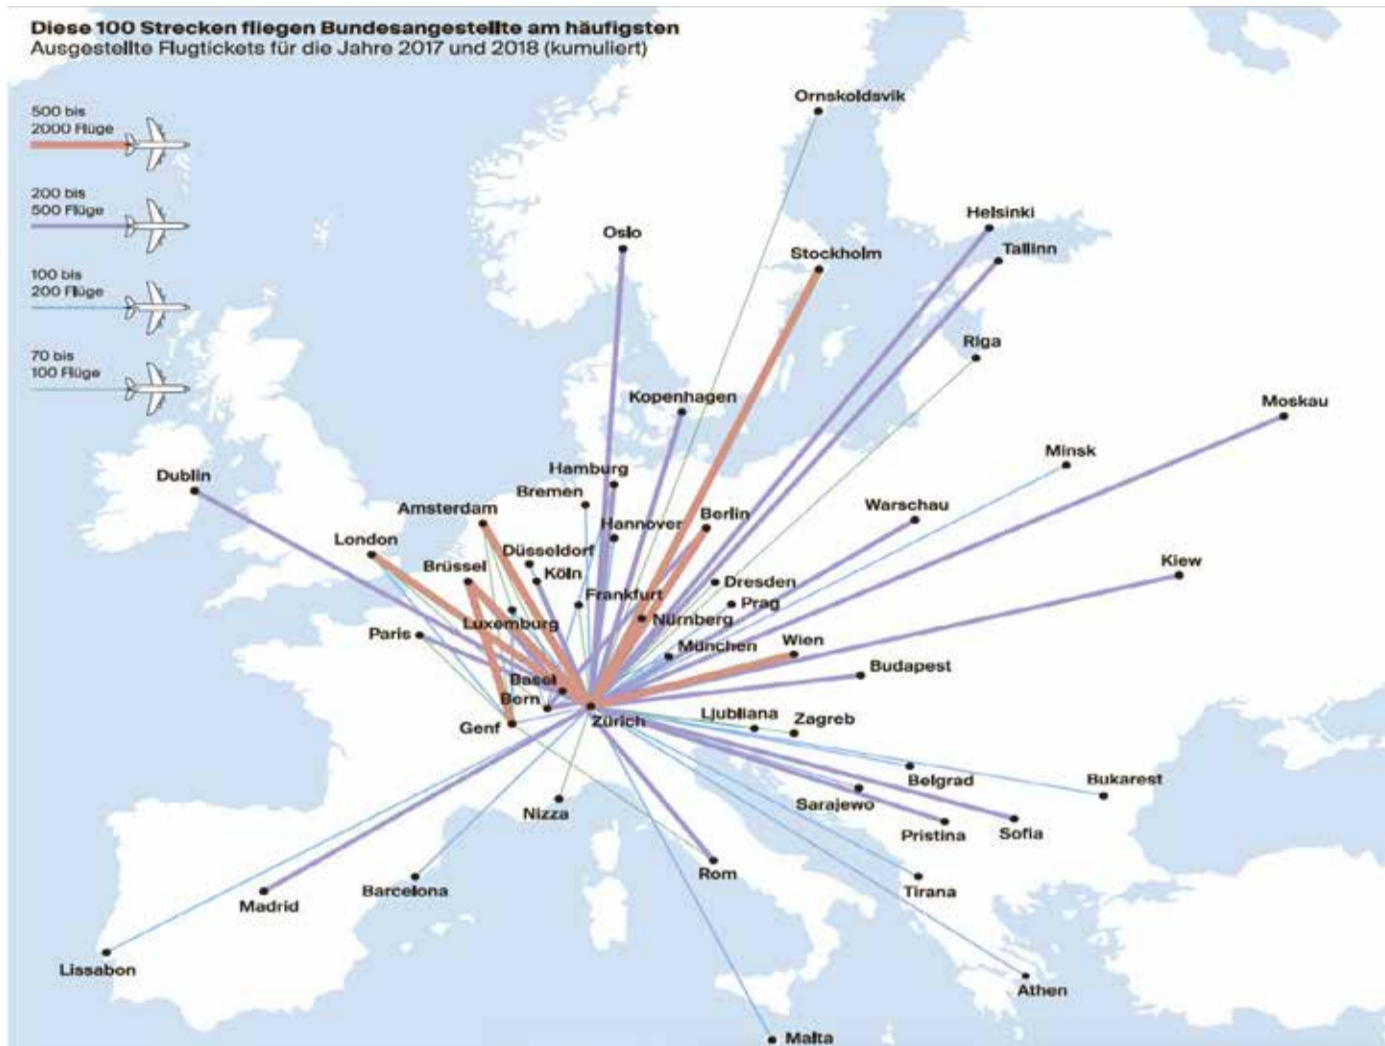 Diese 100 Strecken fliegen Bundesangestellte am häufigsten
Ausgestellte Flugtickets für die Jahre 2017 und 2018 (kumuliert)
500 bis
2000 Flüge
200 bis
500 Flüge
100 bis
200 Flüge
70 bis
100 Flüge
Ornskoldsvik
Helsinki
Oslo
Tallinn
Stockholm
Riga
Kopenhagen
Moskau
Minsk
Hamburg
Dublin
Bremen
Amsterdam
Berlin
Warschau
Hannover
London
Düsseldorf
Brüssel
Kiew
Köln
Dresden
Frankfurt
Prag
Luxemburg
Nürnberg
Paris
München
Wien
Budapest
Basel
Bern
Ljubliana
Zagreb
Genf
Zürich
Belgrad
Bukarest
Sarajewo
Nizza
Pristina
Sofia
Rom
Barcelona
Tirana
Madrid
Lissabon
Athen
Malta